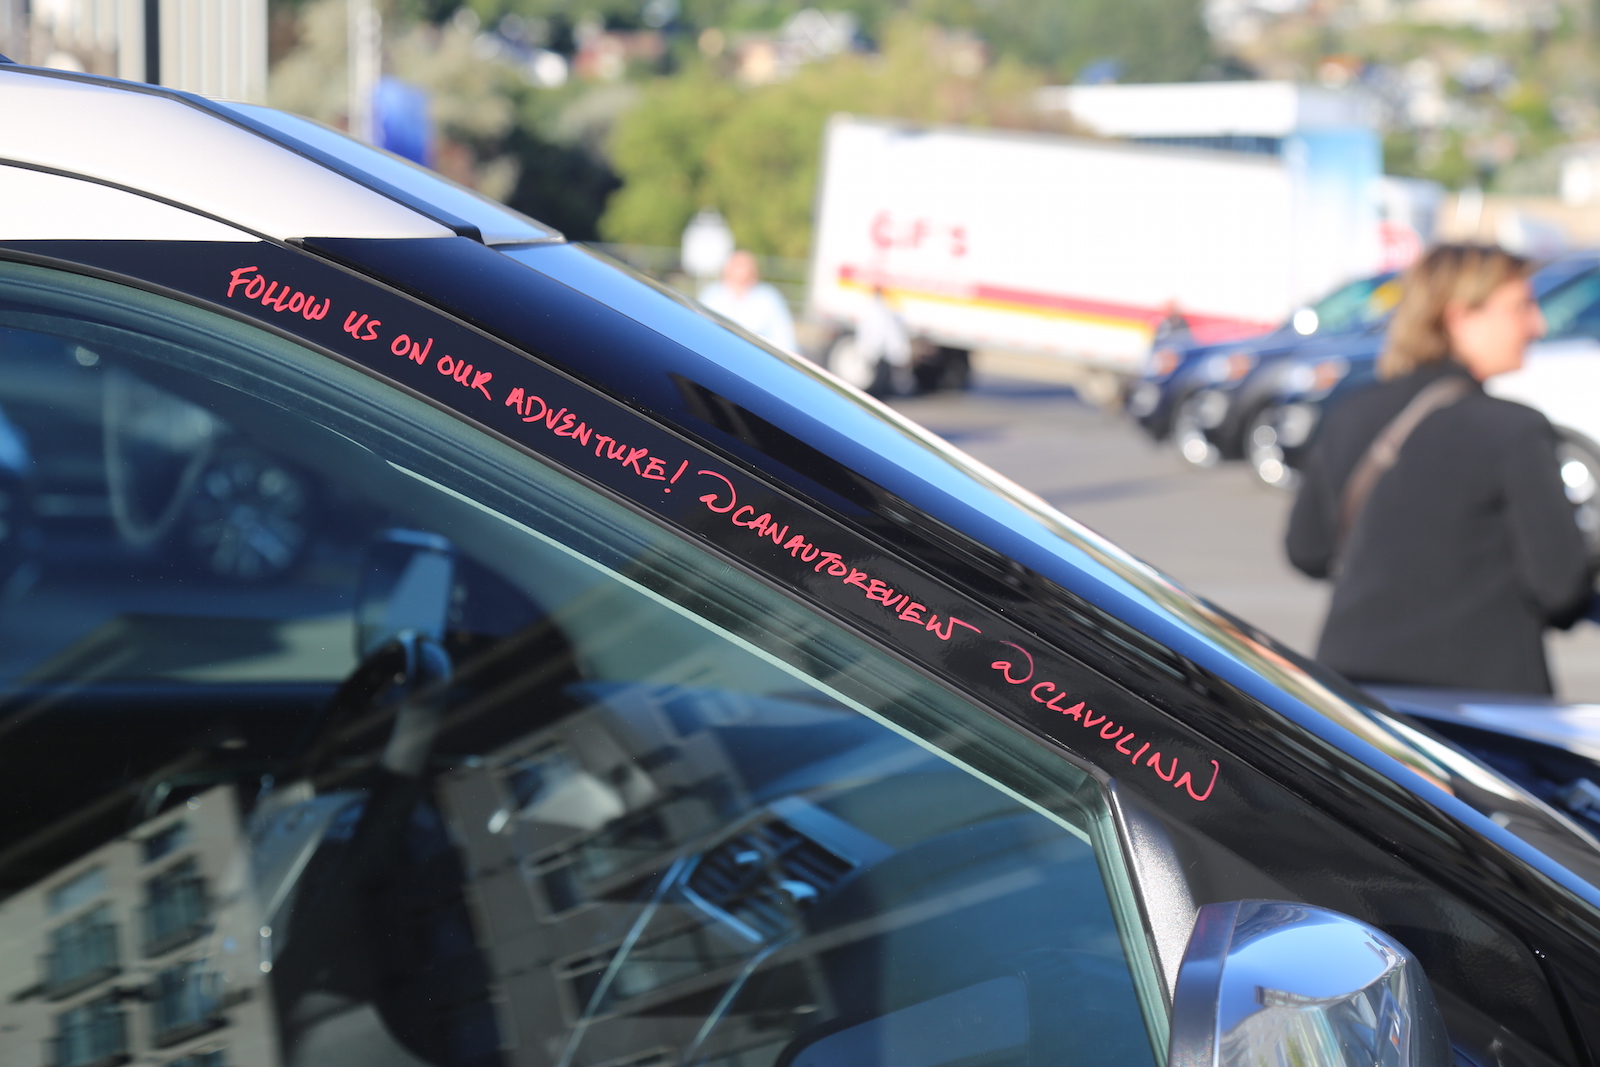 FOLLOW US ON OUR ADVENTURE! @CANAUTOREVIEW @CLAVULINN